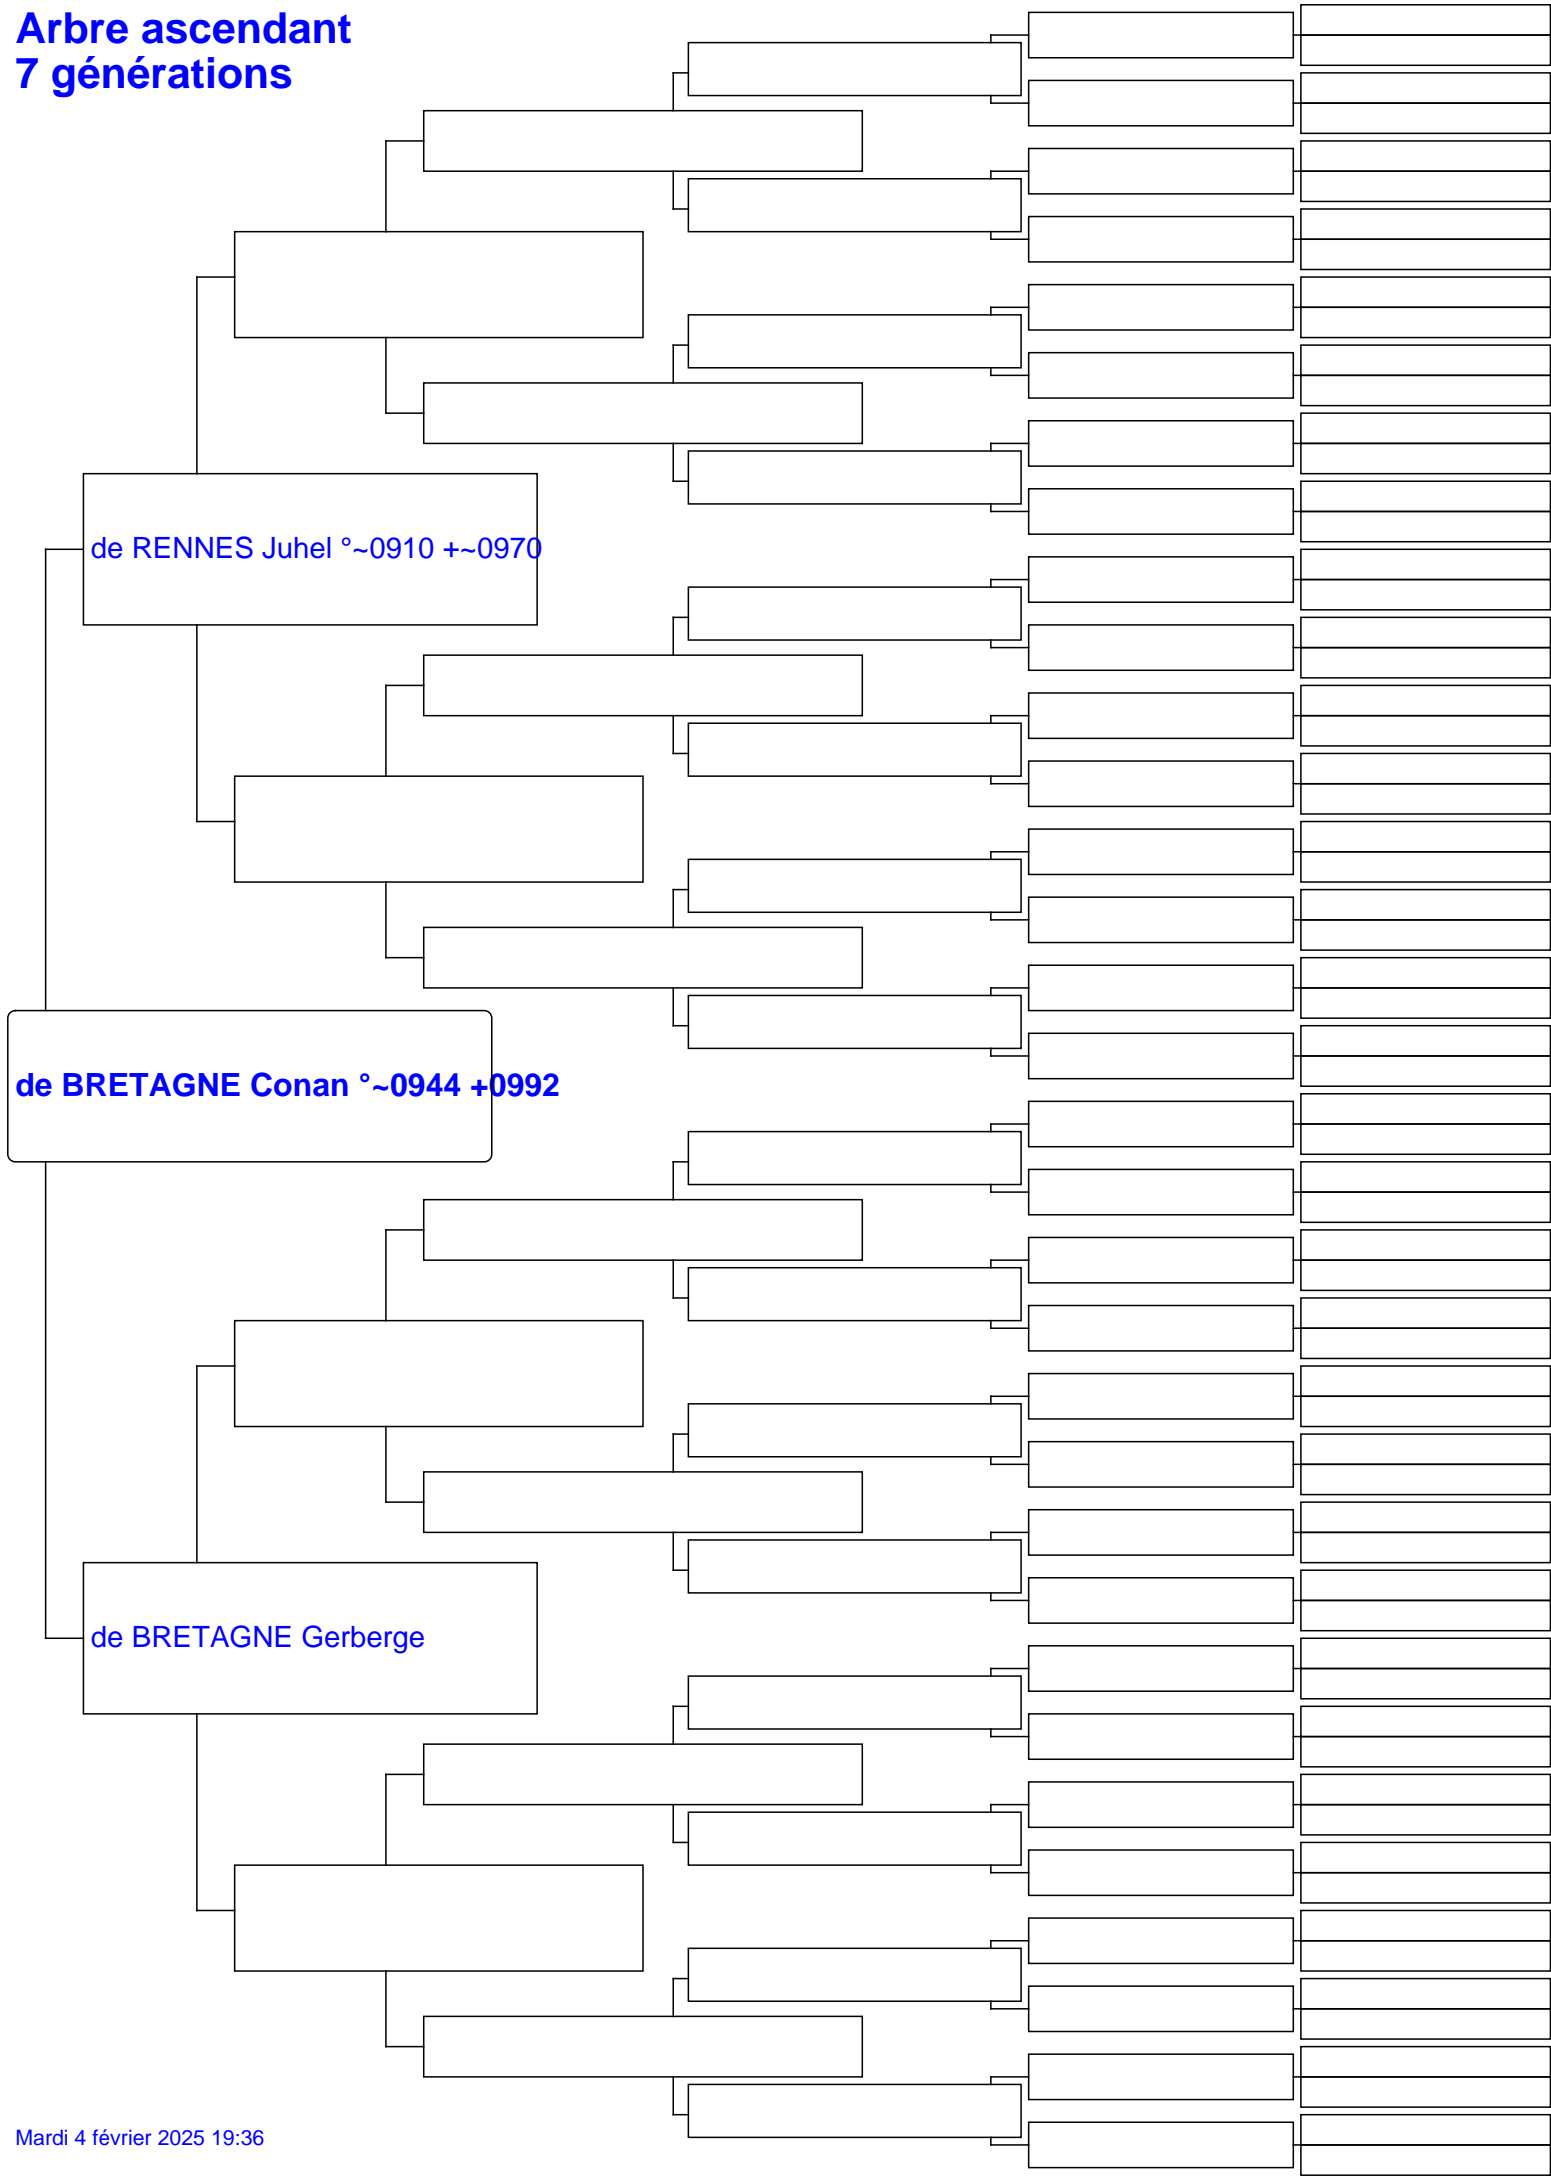 Arbre ascendant
7 générations
de RENNES Juhel °~0910 +~0970
de BRETAGNE Conan °~0944 +0992
de BRETAGNE Gerberge
Mardi 4 février 2025 19:36